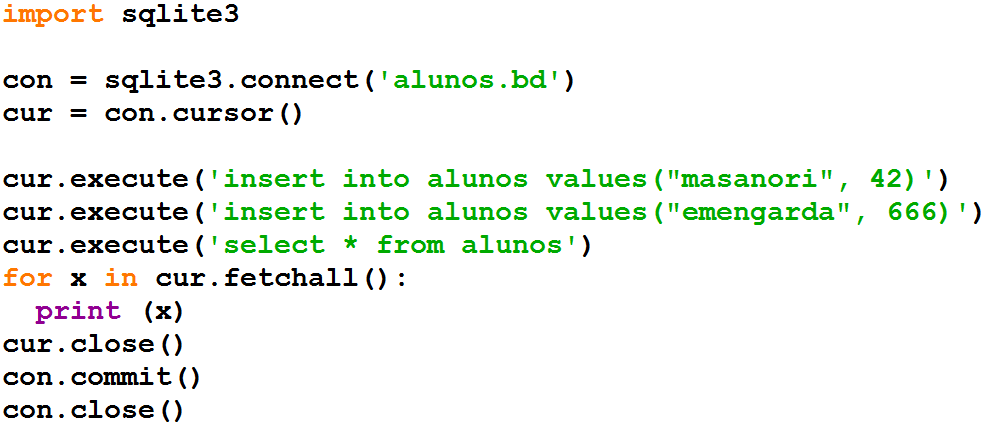 import sqlite3

con = sqlite3.connect('alunos.bd')
cur = con.cursor()

cur.execute('insert into alunos values("masanori", 42)')
cur.execute('insert into alunos values("emengarda", 666)')
cur.execute('select * from alunos')
for x in cur.fetchall():
  print (x)
cur.close()
con.commit()
con.close()